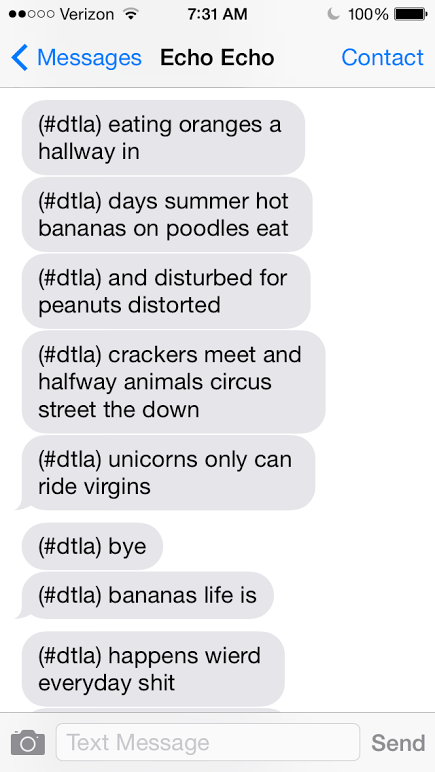 Verizon 7:31 AM 100%
Messages Echo Echo Contact
(#dtla) eating oranges a
hallway in
(#dtla) days summer hot
bananas on poodles eat
(#dtla) and disturbed for
peanuts distorted
(#dtla) crackers meet and
halfway animals circus
street the down
(#dtla) unicorns only can
ride virgins
(#dtla) bye
(#dtla) bananas life is
(#dtla) happens wierd
everyday shit
Text Message Send